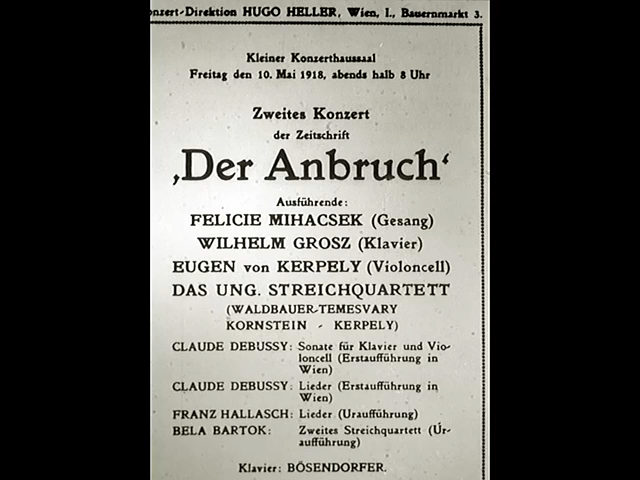 onzert-Direktion HUGO HELLER, Wien, I., Bauernmarkt 3.
Kleiner Konzerthaussaal
Freitag den 10. Mai 1918, abends halb 8 Uhr
Zweites Konzert
der Zeitschrift
‚Der Anbruch‘
Ausführende:
FELICIE MIHACSEK (Gesang)
WILHELM GROSZ (Klavier)
EUGEN von KERPELY (Violoncell)
DAS UNG. STREICHQUARTETT
(WALDBAUER-TEMESVARY
KORNSTEIN - KERPELY)
CLAUDE DEBUSSY: Sonate für Klavier und Vio-
loncell (Erstaufführung in
Wien)
CLAUDE DEBUSSY: Lieder (Erstaufführung in
Wien)
FRANZ HALLASCH: Lieder (Uraufführung)
BELA BARTOK: Zweites Streichquartett (Ur-
aufführung)
Klavier: BÖSENDORFER.